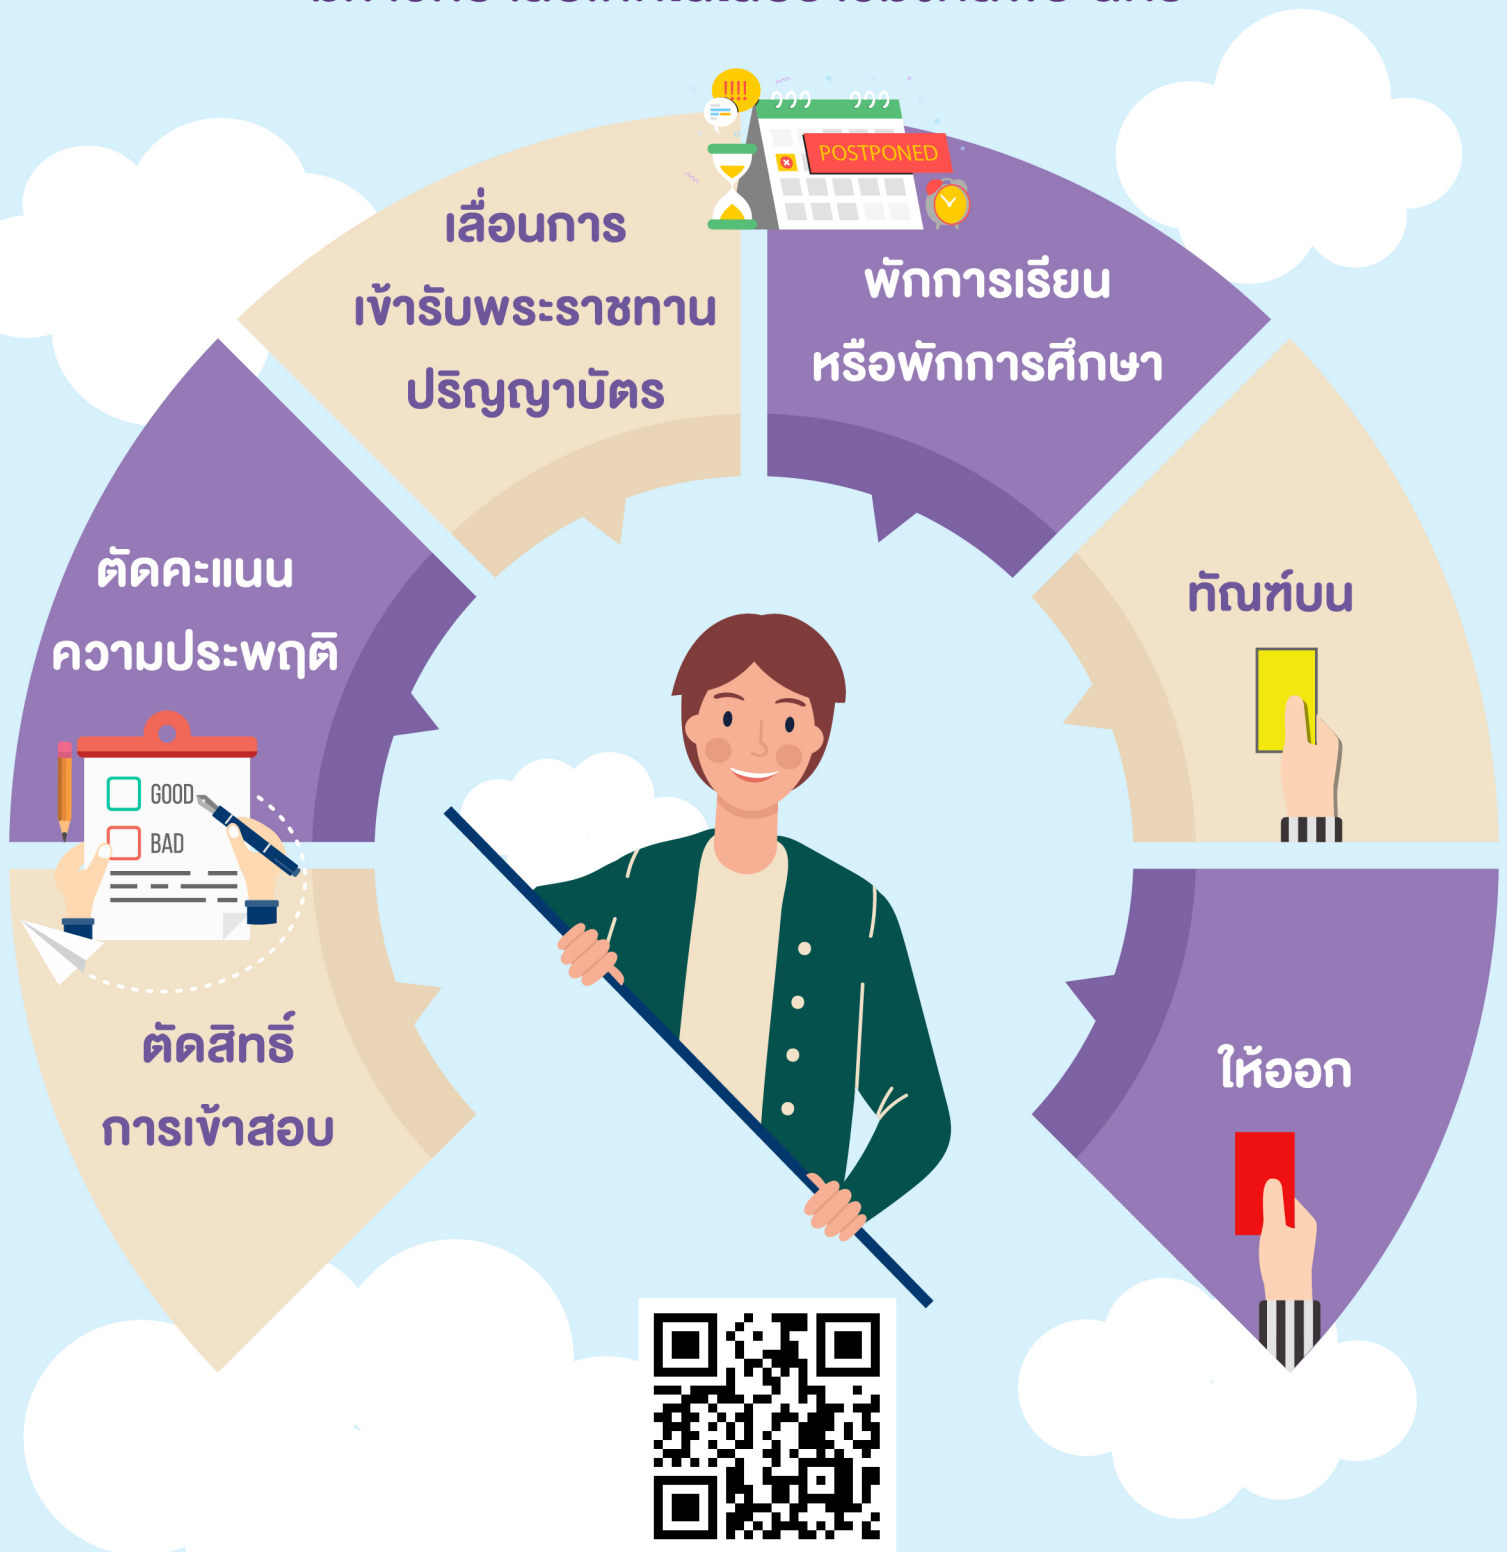 !!!!
POSTPONED
เลื่อนการ
เข้ารับพระราชทาน
ปริญญาบัตร
พักการเรียน
หรือพักการศึกษา
ตัดคะแนน
ความประพฤติ
GOOD
BAD
ทัณฑ์บน
ตัดสิทธิ์
การเข้าสอบ
ให้ออก